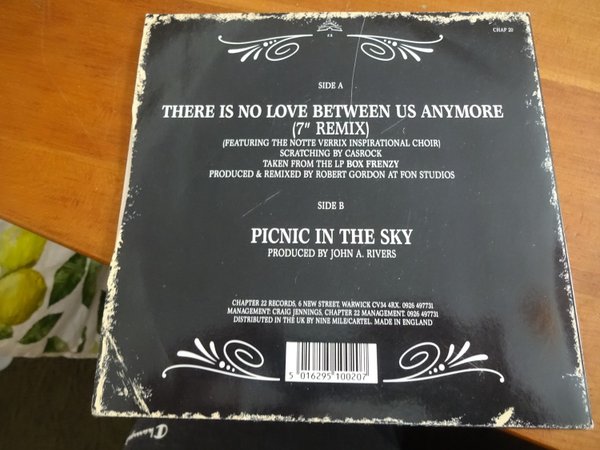 CHAP 20
SIDE A
THERE IS NO LOVE BETWEEN US ANYMORE
(7" REMIX)
(FEATURING THE NOTTE VERRIX INSPIRATIONAL CHOIR)
SCRATCHING BY CASROCK
TAKEN FROM THE LP BOX FRENZY
PRODUCED & REMIXED BY ROBERT GORDON AT FON STUDIOS
SIDE B
PICNIC IN THE SKY
PRODUCED BY JOHN A. RIVERS
CHAPTER 22 RECORDS, 6 NEW STREET, WARWICK CV34 4RX. 0926 497731
MANAGEMENT: CRAIG JENNINGS, CHAPTER 22 MANAGEMENT. 0926 497731
DISTRIBUTED IN THE UK BY NINE MILE/CARTEL. MADE IN ENGLAND
5 016295 100207